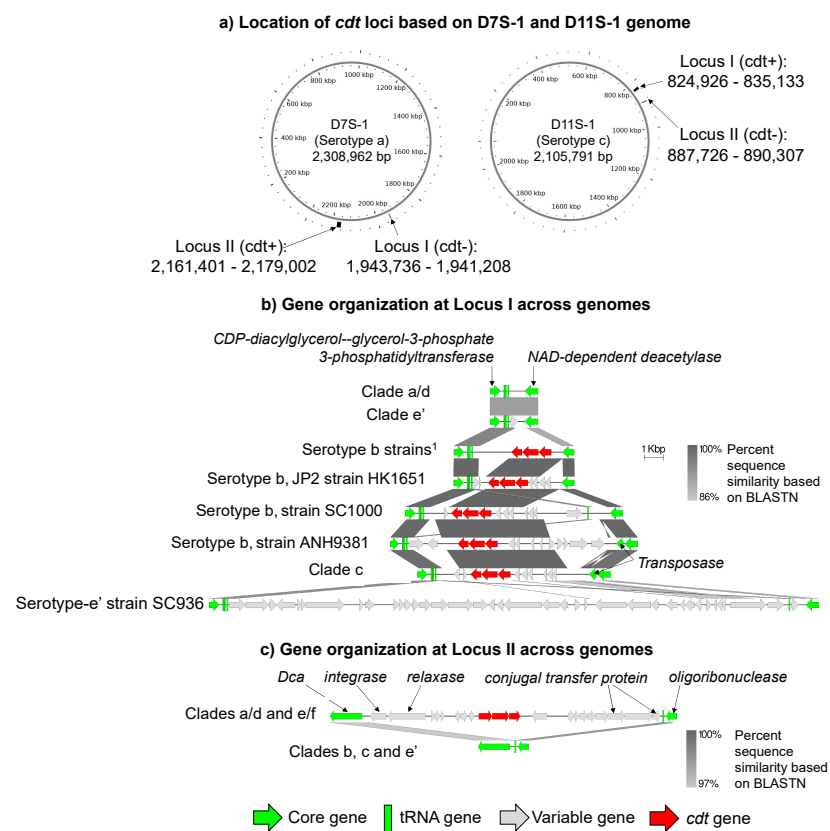 a) Location of cdt loci based on D7S-1 and D11S-1 genome
D7S-1
(Serotype a)
2,308,962 bp
200 kbp
400 kbp
600 kbp
800 kbp
1000 kbp
1200 kbp
1400 kbp
1600 kbp
1800 kbp
2000 kbp
2200 kbp
Locus II (cdt+):
2,161,401 - 2,179,002
Locus I (cdt-):
1,943,736 - 1,941,208
D11S-1
(Serotype c)
2,105,791 bp
200 kbp
400 kbp
600 kbp
800 kbp
1000 kbp
1200 kbp
1400 kbp
1600 kbp
1800 kbp
2000 kbp
Locus I (cdt+):
824,926 - 835,133
Locus II (cdt-):
887,726 - 890,307
b) Gene organization at Locus I across genomes
CDP-diacylglycerol--glycerol-3-phosphate
3-phosphatidyltransferase
NAD-dependent deacetylase
Clade a/d
Clade e'
Serotype b strains1
Serotype b, JP2 strain HK1651
Serotype b, strain SC1000
Serotype b, strain ANH9381
Clade c
Serotype-e' strain SC936
Transposase
1 Kbp
100%
86%
Percent
sequence
similarity based
on BLASTN
c) Gene organization at Locus II across genomes
Dca
integrase
relaxase
conjugal transfer protein
oligoribonuclease
Clades a/d and e/f
Clades b, c and e'
100%
97%
Percent
sequence
similarity based
on BLASTN
Core gene
tRNA gene
Variable gene
cdt gene